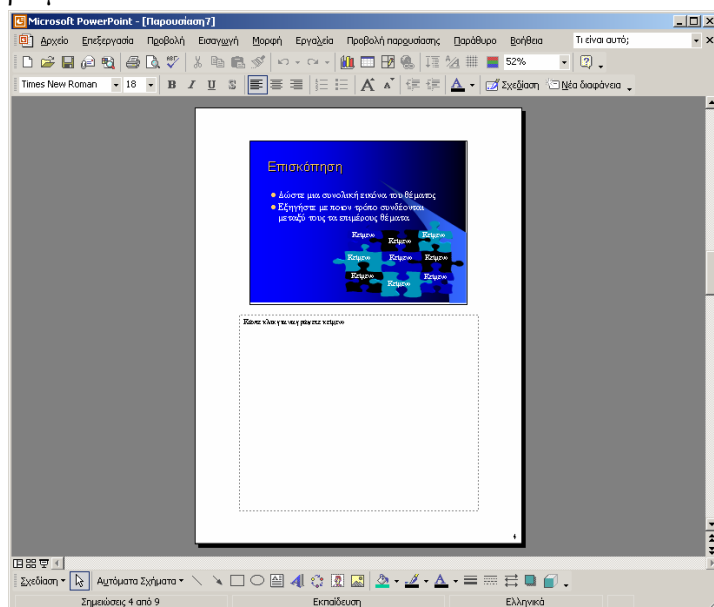 Microsoft PowerPoint - [Παρουσίαση7]
Αρχείο Επεξεργασία Προβολή Εισαγωγή Μορφή Εργαλεία Προβολή παρουσίασης Παράθυρο Βοήθεια Τι είναι αυτό;
52%
Times New Roman 18 B I U S Σχεδίαση Νέα διαφάνεια
Επισκόπηση
Δώστε μια συνολική εικόνα του θέματος
Εξηγήστε με ποιον τρόπο συνδέονται
μεταξύ τους τα επιμέρους θέματα
Κείμενο Κείμενο Κείμενο
Κείμενο Κείμενο Κείμενο
Κείμενο Κείμενο Κείμενο
Κάντε κλικ για να γράψετε κείμενο
4
Σχεδίαση Αυτόματα Σχήματα
Σημειώσεις 4 από 9 Εκπαίδευση Ελληνικά